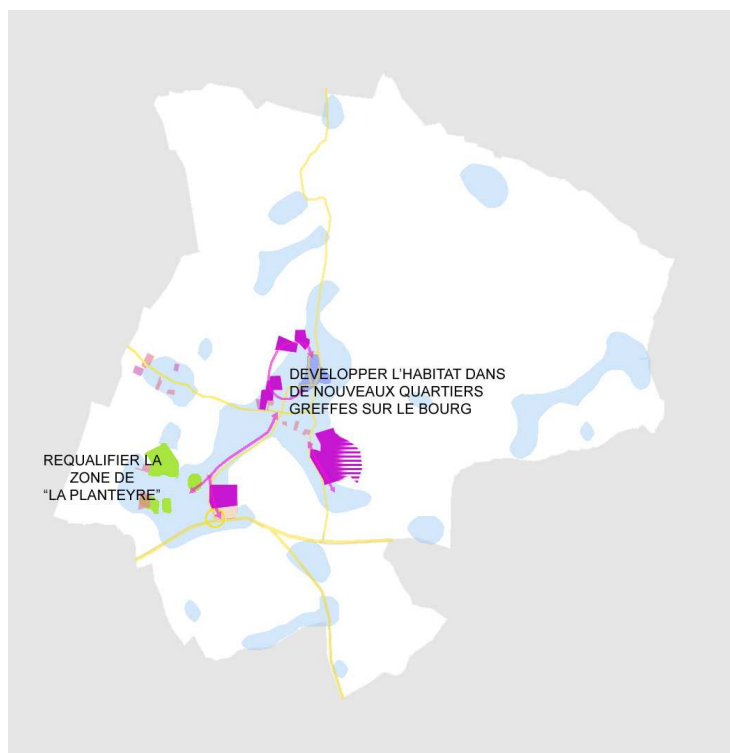 DEVELOPPER L'HABITAT DANS
DE NOUVEAUX QUARTIERS
GREFFES SUR LE BOURG
REQUALIFIER LA
ZONE DE
"LA PLANTEYRE"